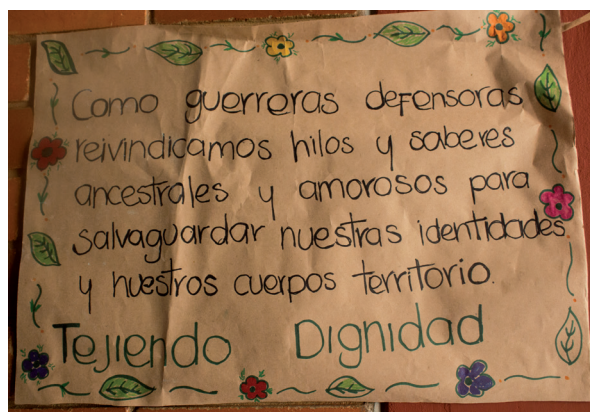 Como guerreras defensoras
reivindicamos hilos y saberes
ancestrales y amorosos para
salvaguardar nuestras identidades
y nuestros cuerpos territorio.
Tejiendo Dignidad